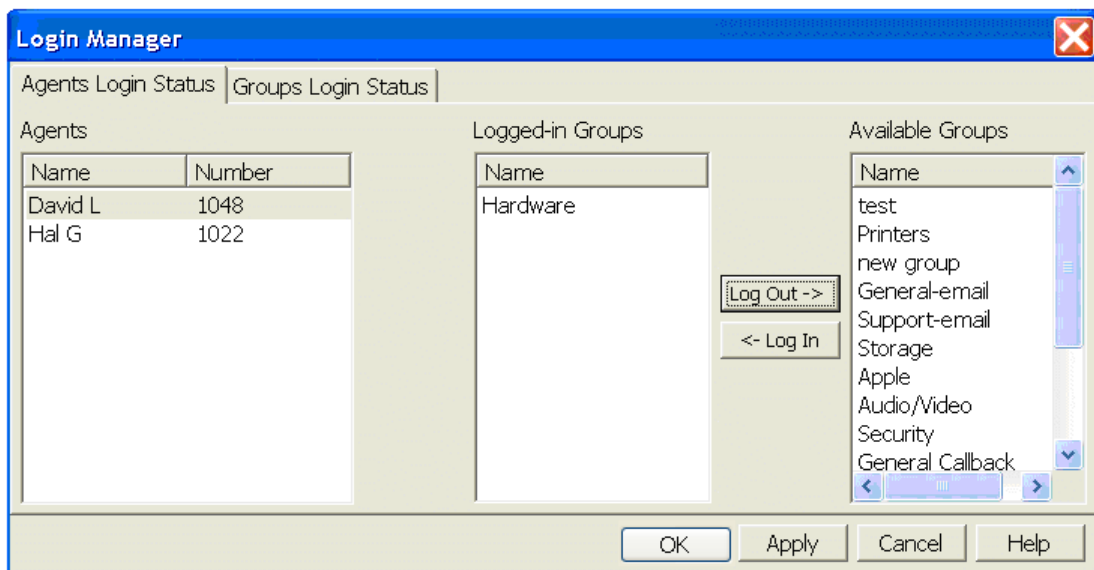 Login Manager
Agents Login Status Groups Login Status
Agents Logged-in Groups Available Groups
Name Number Name Name
David L 1048 Hardware test
Hal G 1022 Printers
new group
General-email
Log Out ->
Support-email
<- Log In
Storage
Apple
Audio/Video
Security
General Callback
OK Apply Cancel Help